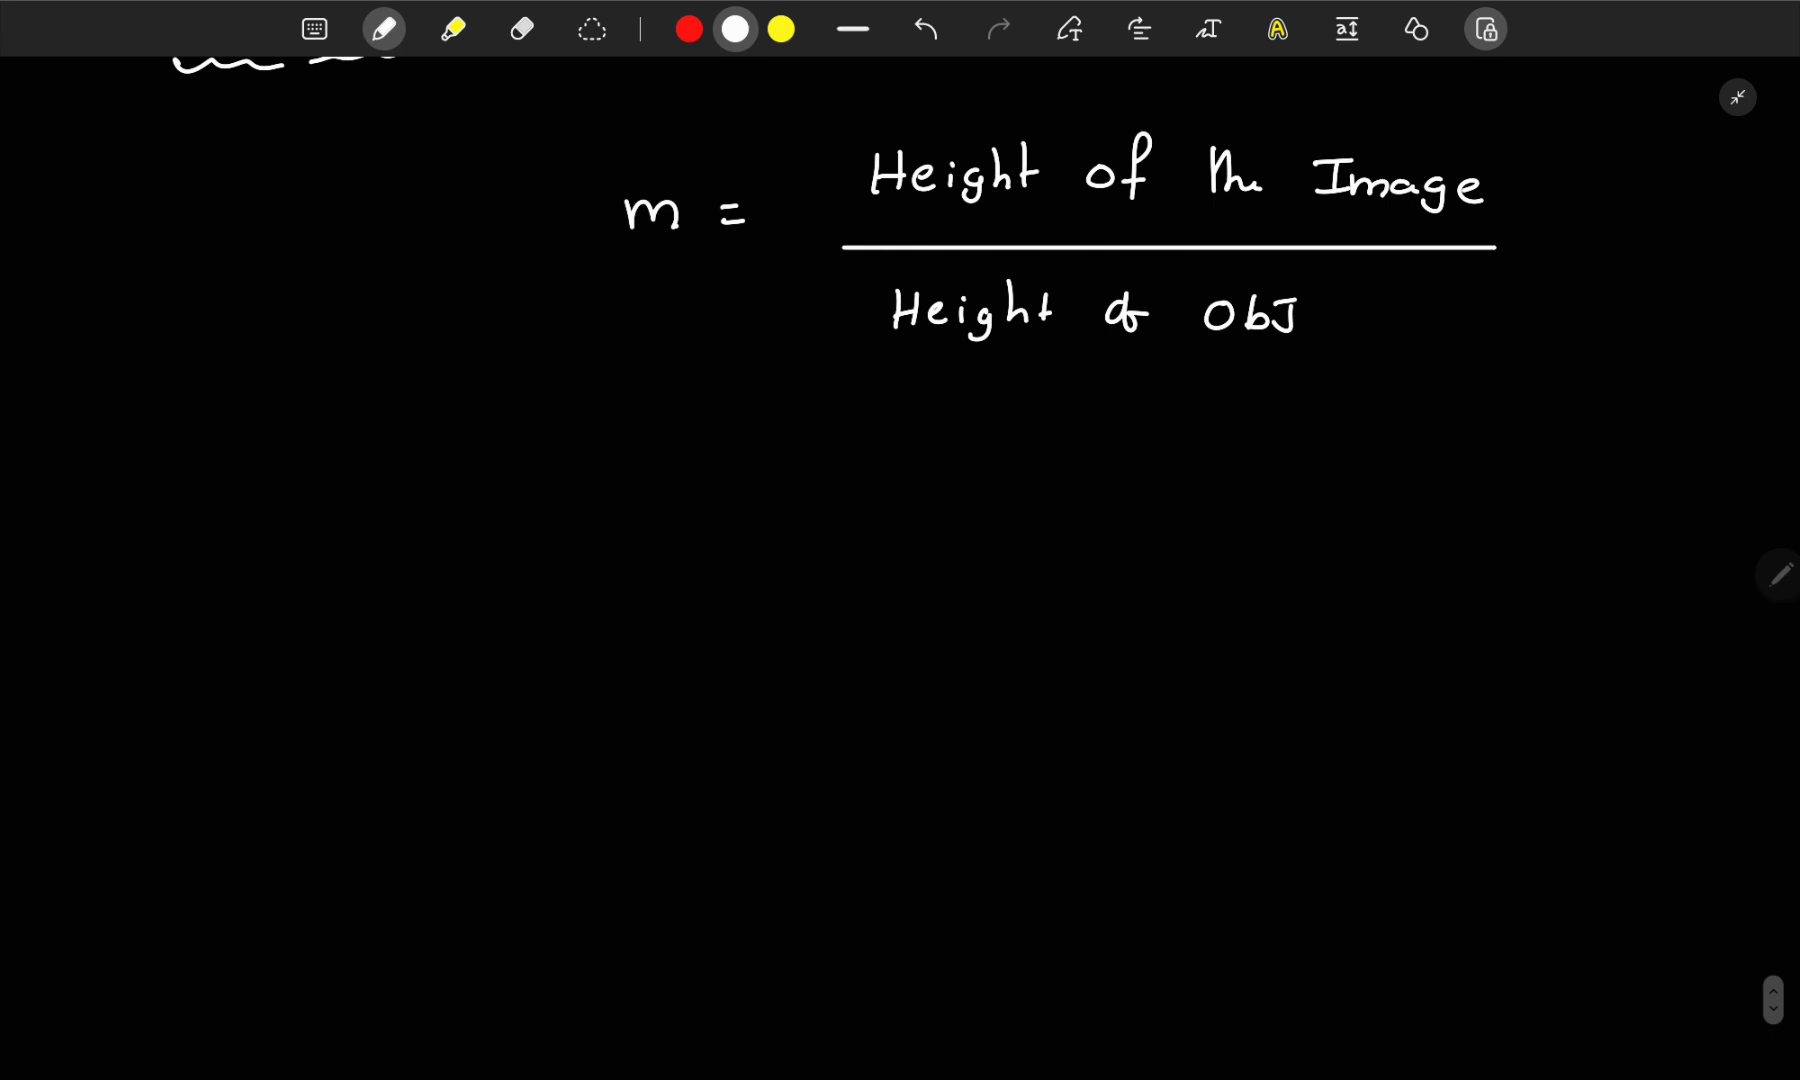 Height of the Image
m =
Height of Obj